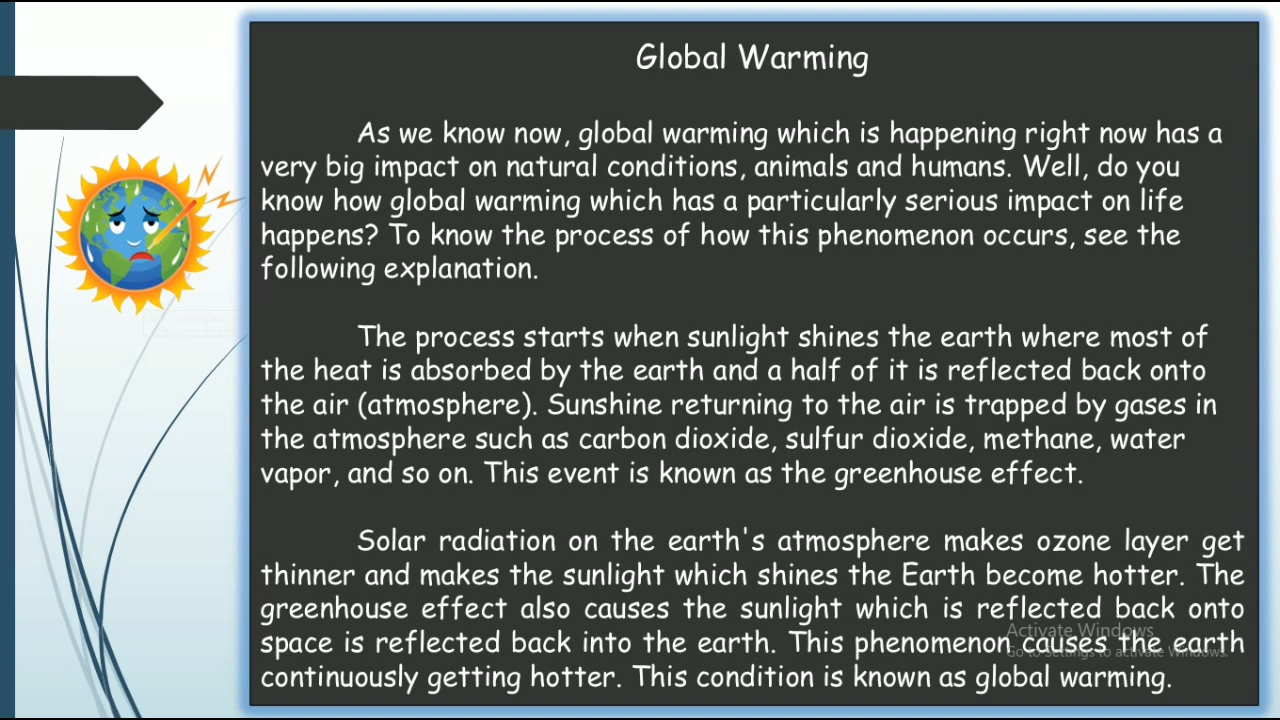 Global Warming
As we know now, global warming which is happening right now has a
very big impact on natural conditions, animals and humans. Well, do you
know how global warming which has a particularly serious impact on life
happens? To know the process of how this phenomenon occurs, see the
following explanation.
The process starts when sunlight shines the earth where most of
the heat is absorbed by the earth and a half of it is reflected back onto
the air (atmosphere). Sunshine returning to the air is trapped by gases in
the atmosphere such as carbon dioxide, sulfur dioxide, methane, water
vapor, and so on. This event is known as the greenhouse effect.
Solar radiation on the earth's atmosphere makes ozone layer get
thinner and makes the sunlight which shines the Earth become hotter. The
greenhouse effect also causes the sunlight which is reflected back onto
space is reflected back into the earth. This phenomenon causes the earth
continuously getting hotter. This condition is known as global warming.
Activate Windows
Go to Settings to activate Windows.